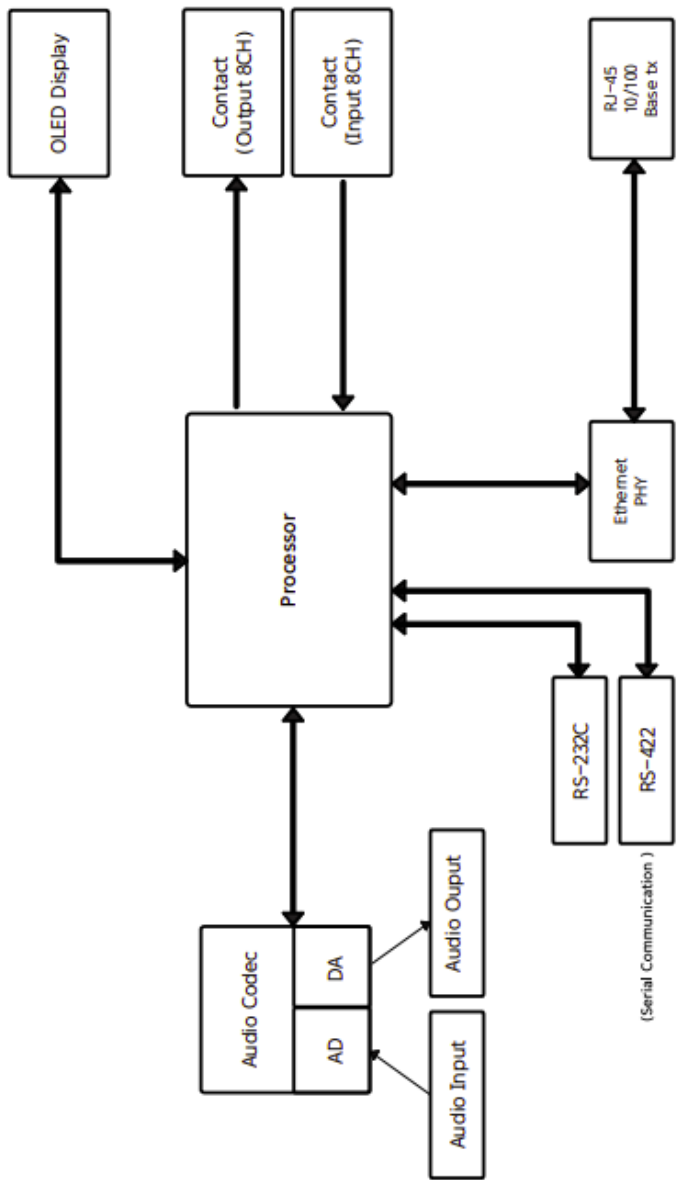 OLED Display
Contact
(Output 8CH)
Contact
(Input 8CH)
RJ-45
10/100
Base tx
Processor
Ethernet
PHY
RS-232C
RS-422
(Serial Communication )
Audio Codec
DA
AD
Audio Ouput
Audio Input